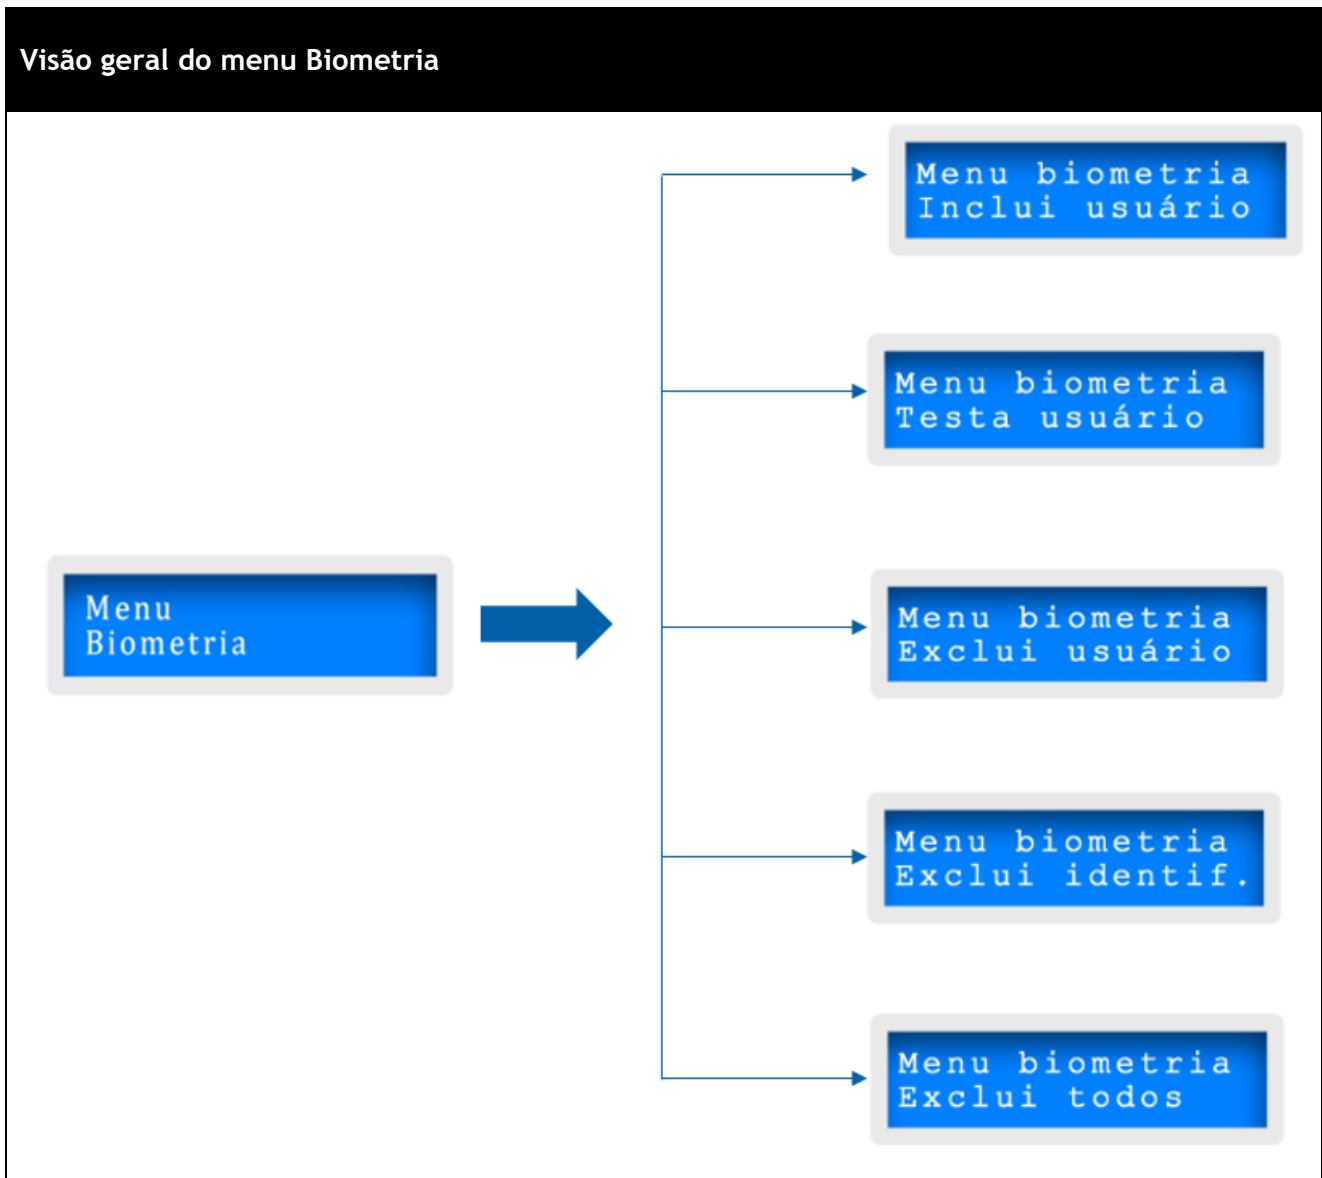 Visão geral do menu Biometria
Menu biometria
Inclui usuário
Menu biometria
Testa usuário
Menu
Biometria
Menu biometria
Exclui usuário
Menu biometria
Exclui identif.
Menu biometria
Exclui todos